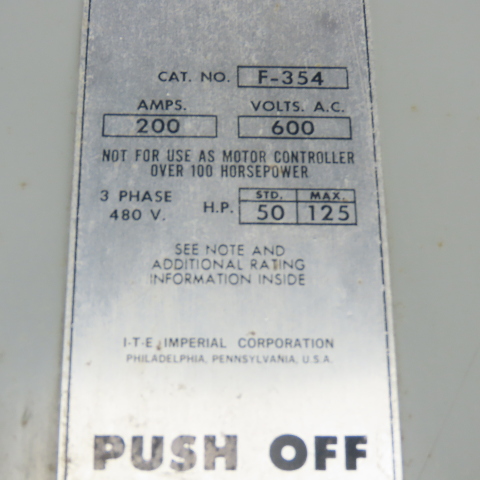 CAT. NO. F-354
AMPS. VOLTS. A.C.
200 600
NOT FOR USE AS MOTOR CONTROLLER
OVER 100 HORSEPOWER
3 PHASE STD. MAX.
480 V. H.P. 50 125
SEE NOTE AND
ADDITIONAL RATING
INFORMATION INSIDE
I-T-E IMPERIAL CORPORATION
PHILADELPHIA, PENNSYLVANIA, U.S.A.
PUSH OFF